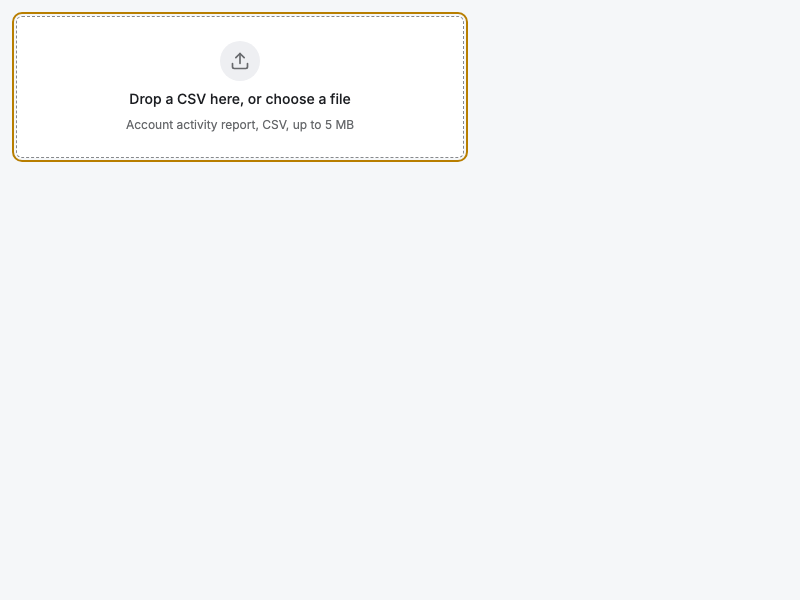 Drop a CSV here, or choose a file
Account activity report, CSV, up to 5 MB